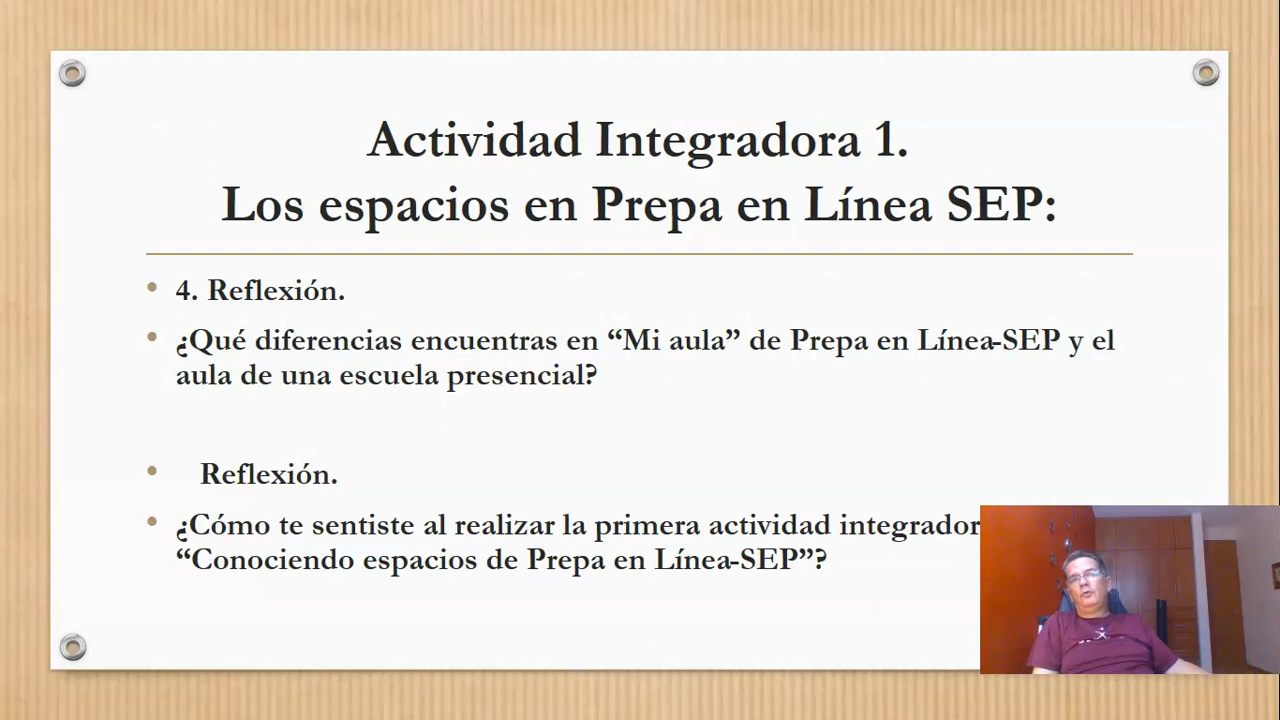 Actividad Integradora 1.
Los espacios en Prepa en Línea SEP:
• 4. Reflexión.
• ¿Qué diferencias encuentras en “Mi aula” de Prepa en Línea-SEP y el
aula de una escuela presencial?
• Reflexión.
• ¿Cómo te sentiste al realizar la primera actividad integrador
“Conociendo espacios de Prepa en Línea-SEP”?